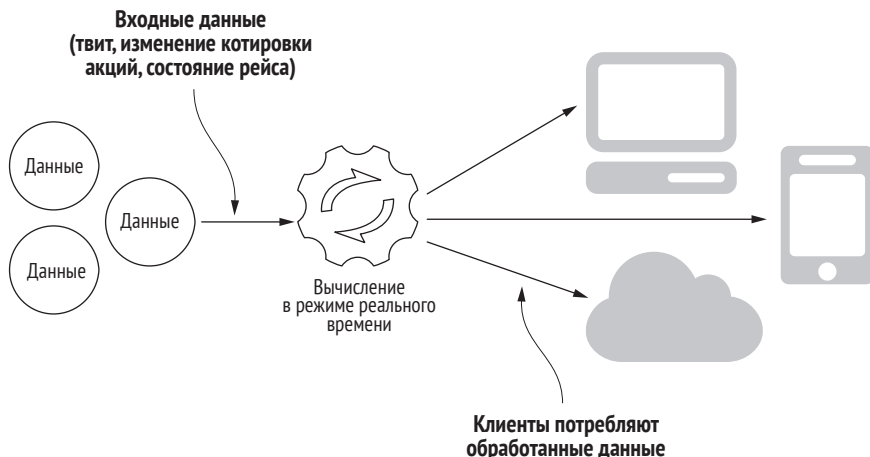 Входные данные
(твит, изменение котировки
акций, состояние рейса)
Данные
Данные
Данные
Вычисление
в режиме реального
времени
Клиенты потребляют
обработанные данные